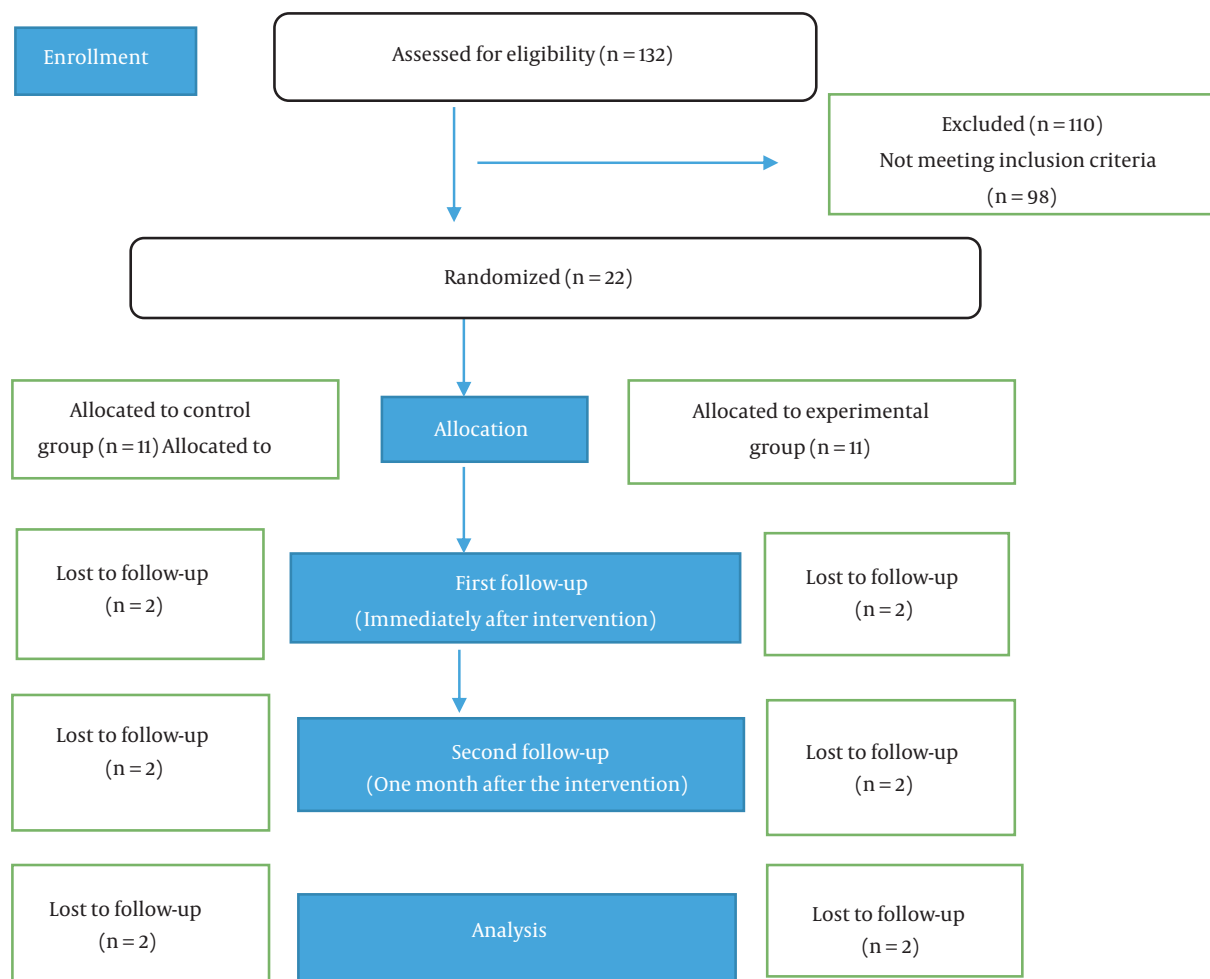 Enrollment
Assessed for eligibility (n = 132)
Excluded (n = 110)
Not meeting inclusion criteria
(n = 98)
Randomized (n = 22)
Allocated to control
group (n = 11) Allocated to
Allocation
Allocated to experimental
group (n = 11)
Lost to follow-up
(n = 2)
First follow-up
(Immediately after intervention)
Lost to follow-up
(n = 2)
Lost to follow-up
(n = 2)
Second follow-up
(One month after the intervention)
Lost to follow-up
(n = 2)
Lost to follow-up
(n = 2)
Analysis
Lost to follow-up
(n = 2)